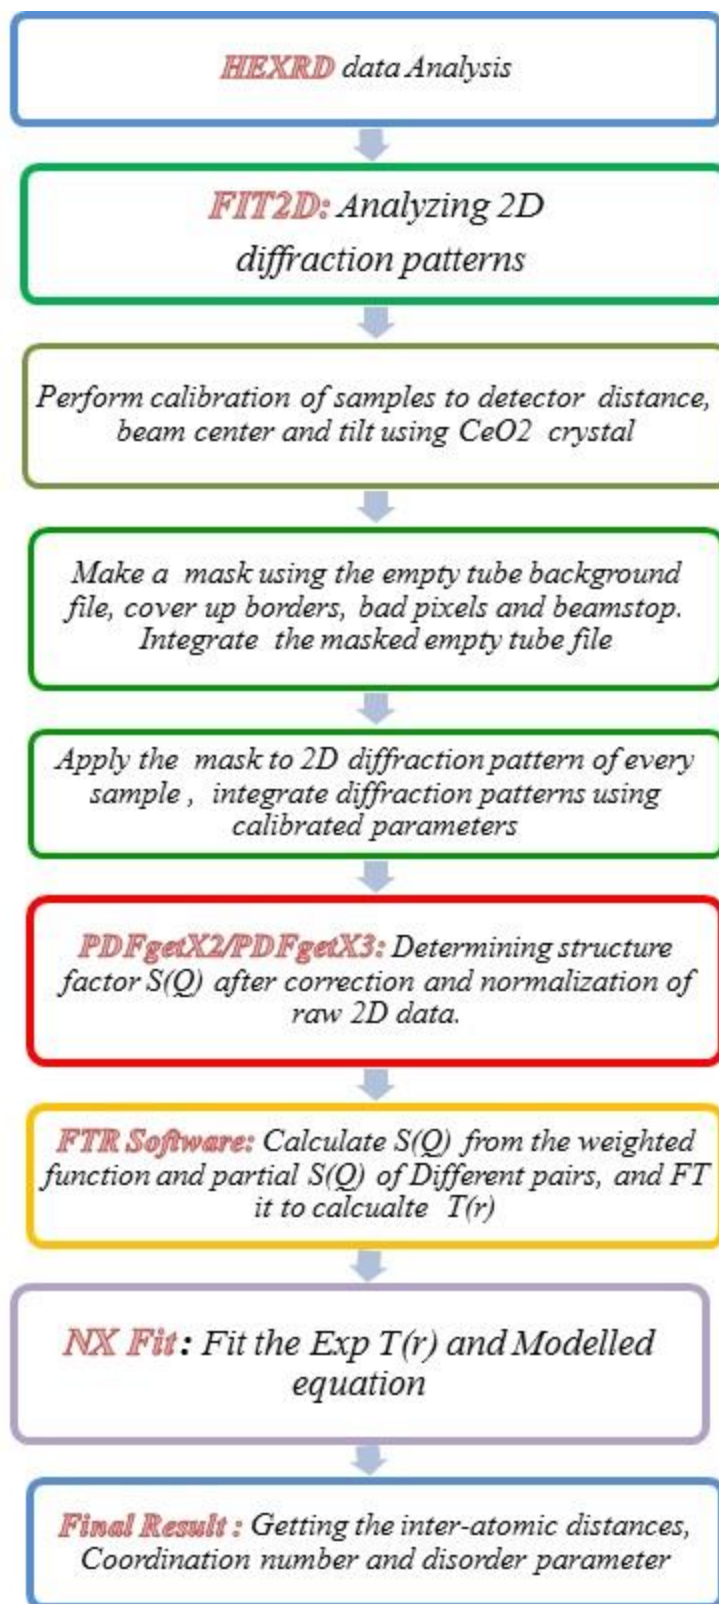 HEXRD data Analysis
FIT2D: Analyzing 2D
diffraction patterns
Perform calibration of samples to detector distance,
beam center and tilt using CeO2 crystal
Make a mask using the empty tube background
file, cover up borders, bad pixels and beamstop.
Integrate the masked empty tube file
Apply the mask to 2D diffraction pattern of every
sample , integrate diffraction patterns using
calibrated parameters
PDFgetX2/PDFgetX3: Determining structure
factor S(Q) after correction and normalization of
raw 2D data.
FTR Software: Calculate S(Q) from the weighted
function and partial S(Q) of Different pairs, and FT
it to calcualte T(r)
NX Fit: Fit the Exp T(r) and Modelled
equation
Final Result : Getting the inter-atomic distances,
Coordination number and disorder parameter